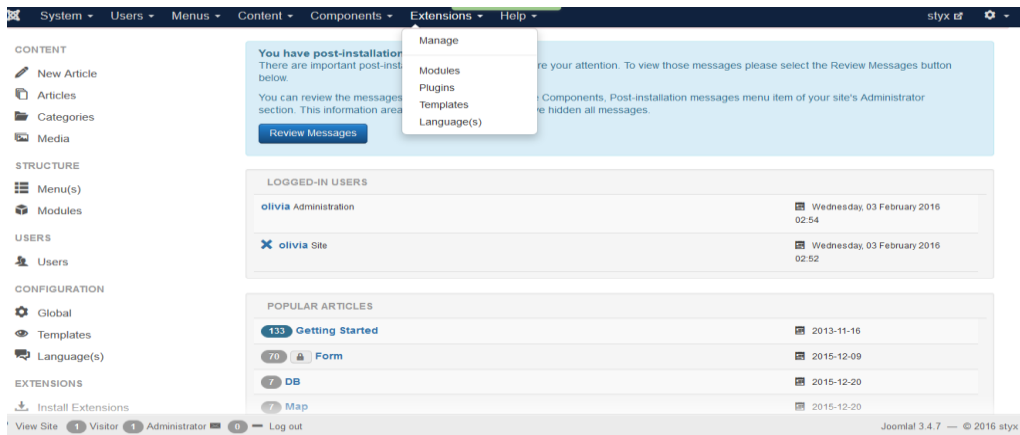 System Users Menus Content Components Extensions Help styx
Manage
Modules
Plugins
Templates
Language(s)
CONTENT
New Article
Articles
Categories
Media
STRUCTURE
Menu(s)
Modules
USERS
Users
CONFIGURATION
Global
Templates
Language(s)
EXTENSIONS
Install Extensions
You have post-installation
There are important post-inst re your attention. To view those messages please select the Review Messages button
below.
You can review the messages Components, Post-installation messages menu item of your site's Administrator
section. This information area e hidden all messages.
Review Messages
LOGGED-IN USERS
olivia Administration Wednesday, 03 February 2016
02:54
olivia Site Wednesday, 03 February 2016
02:52
POPULAR ARTICLES
133 Getting Started 2013-11-16
70 Form 2015-12-09
7 DB 2015-12-20
7 Map 2015-12-20
View Site 1 Visitor 1 Administrator 0 Log out Joomla! 3.4.7 — © 2016 styx